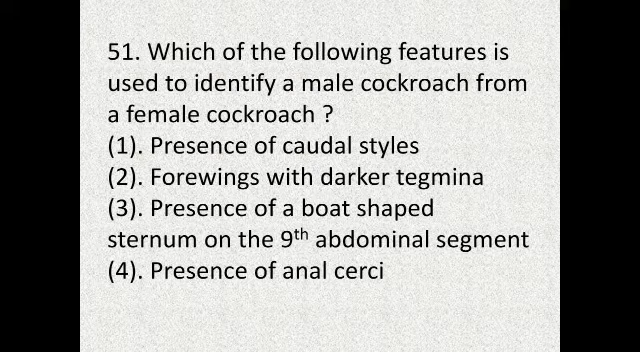 51. Which of the following features is
used to identify a male cockroach from
a female cockroach ?
(1). Presence of caudal styles
(2). Forewings with darker tegmina
(3). Presence of a boat shaped
sternum on the 9th abdominal segment
(4). Presence of anal cerci